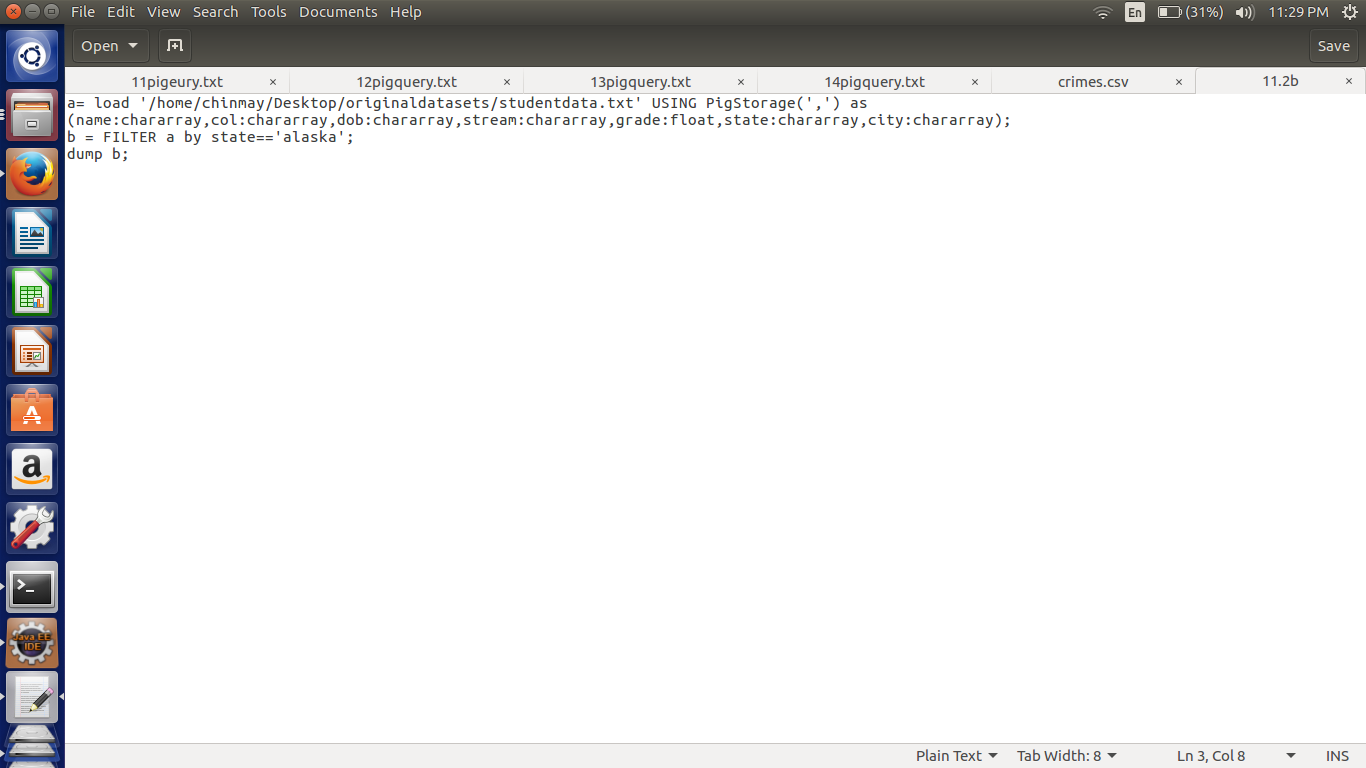 File Edit View Search Tools Documents Help
En (31%) 11:29 PM
Open Save
11pigeury.txt × 12pigquery.txt × 13pigquery.txt × 14pigquery.txt × crimes.csv × 11.2b ×
a= load '/home/chinmay/Desktop/originaldatasets/studentdata.txt' USING PigStorage(',') as
(name:chararray,col:chararray,dob:chararray,stream:chararray,grade:float,state:chararray,city:chararray);
b = FILTER a by state=='alaska';
dump b;
A
a
>_
Java EE
IDE
Plain Text Tab Width: 8 Ln 3, Col 8 INS